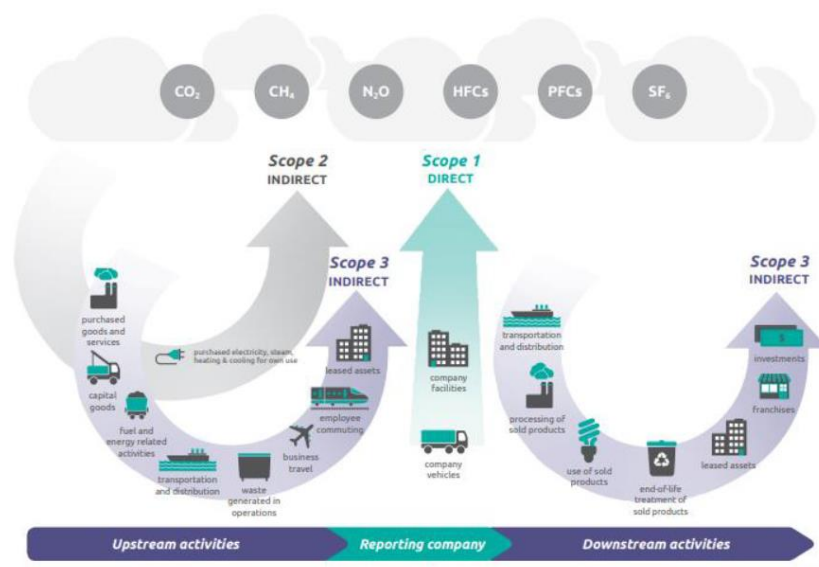 CO₂
CH₄
N₂O
HFCs
PFCs
SF₆
Scope 2
INDIRECT
Scope 1
DIRECT
Scope 3
INDIRECT
Scope 3
INDIRECT
purchased
goods and
services
capital
goods
fuel and
energy related
activities
transportation
and distribution
waste
generated in
operations
business
travel
employee
commuting
leased assets
purchased electricity, steam,
heating & cooling for own use
company
facilities
company
vehicles
transportation
and distribution
processing of
sold products
use of sold
products
end-of-life
treatment of
sold products
leased assets
franchises
investments
$
Upstream activities
Reporting company
Downstream activities